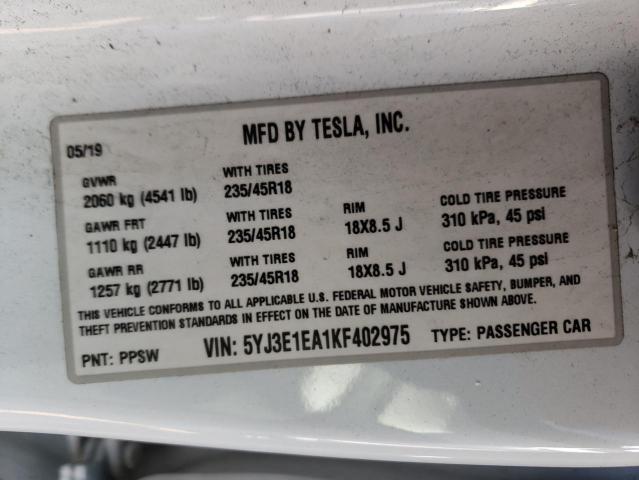 MFD BY TESLA, INC.
05/19
GVWR
2060 kg (4541 lb)
WITH TIRES
235/45R18
GAWR FRT
1110 kg (2447 lb)
WITH TIRES
235/45R18
RIM
18X8.5 J
COLD TIRE PRESSURE
310 kPa, 45 psi
GAWR RR
1257 kg (2771 lb)
WITH TIRES
235/45R18
RIM
18X8.5 J
COLD TIRE PRESSURE
310 kPa, 45 psi
THIS VEHICLE CONFORMS TO ALL APPLICABLE U.S. FEDERAL MOTOR VEHICLE SAFETY, BUMPER, AND
THEFT PREVENTION STANDARDS IN EFFECT ON THE DATE OF MANUFACTURE SHOWN ABOVE.
PNT: PPSW VIN: 5YJ3E1EA1KF402975 TYPE: PASSENGER CAR